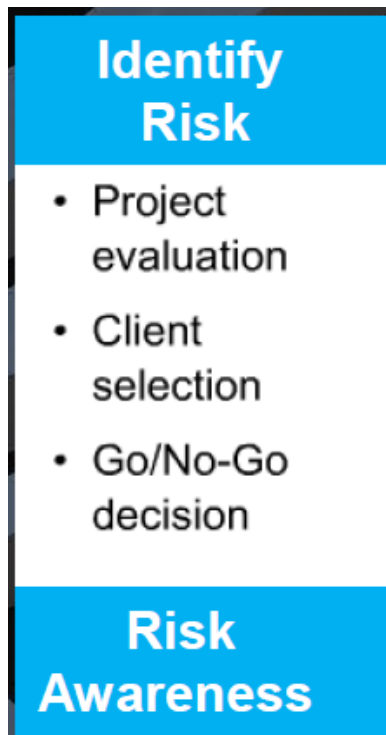 Identify
Risk
• Project
evaluation
• Client
selection
• Go/No-Go
decision
Risk
Awareness